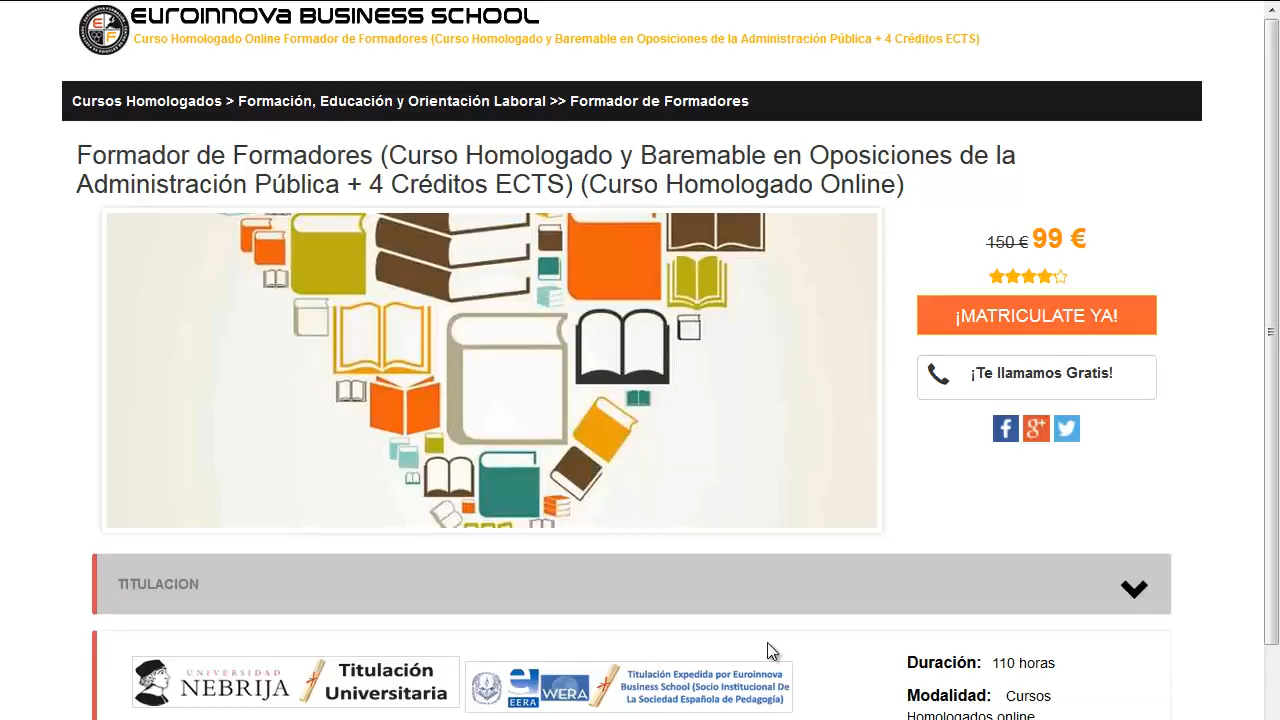 EUROINNOVA BUSINESS SCHOOL
Curso Homologado Online Formador de Formadores (Curso Homologado y Baremable en Oposiciones de la Administración Pública + 4 Créditos ECTS)
Cursos Homologados > Formación, Educación y Orientación Laboral >> Formador de Formadores
Formador de Formadores (Curso Homologado y Baremable en Oposiciones de la
Administración Pública + 4 Créditos ECTS) (Curso Homologado Online)
150 € 99 €
¡MATRICULATE YA!
¡Te llamamos Gratis!
TITULACION
UNIVERSIDAD
NEBRIJA
Titulación
Universitaria
EERA
WERA
Titulación Expedida por Euroinnova
Business School (Socio Institucional De
La Sociedad Española de Pedagogía)
Duración: 110 horas
Modalidad: Cursos
Homologados online